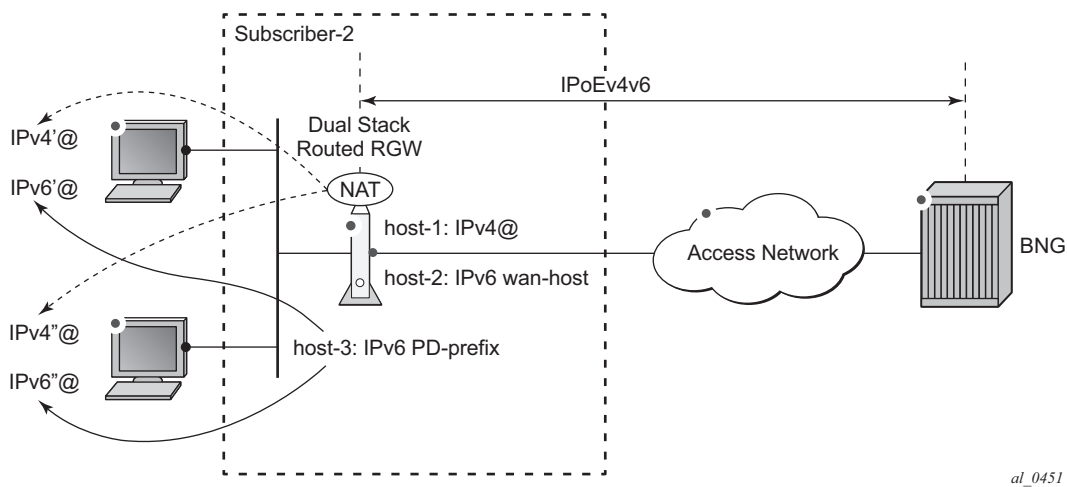 Subscriber-2
IPoEv4v6
Dual Stack
Routed RGW
IPv4'@
IPv6'@
NAT
host-1: IPv4@
host-2: IPv6 wan-host
Access Network
BNG
IPv4"@
IPv6"@
host-3: IPv6 PD-prefix
al_0451